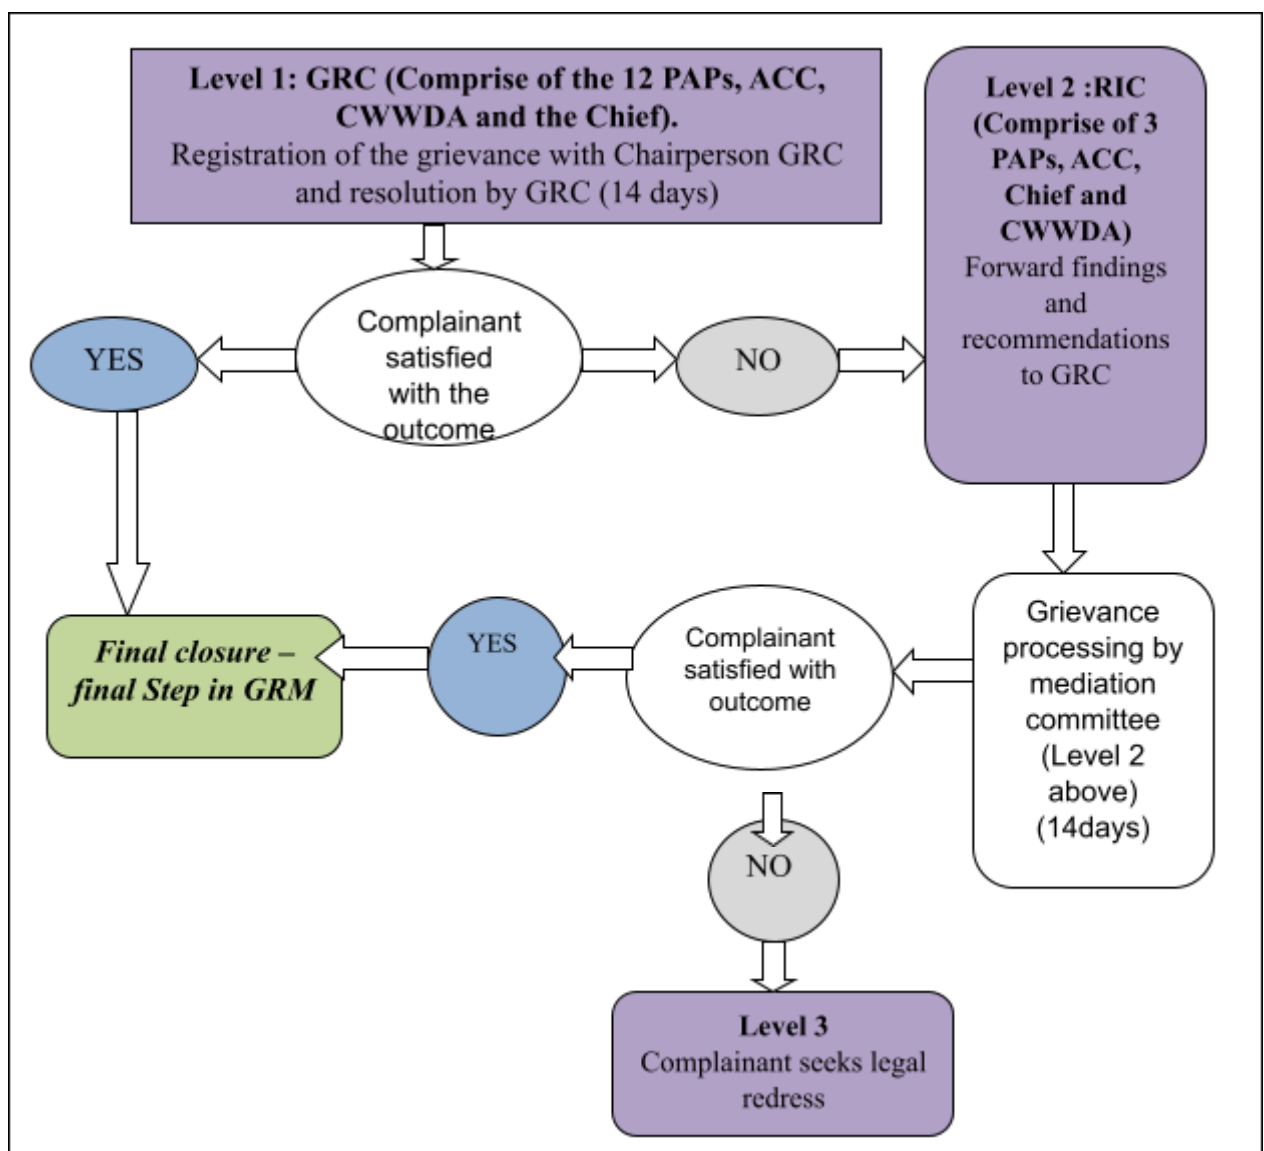 Level 1: GRC (Comprise of the 12 PAPs, ACC,
CWWDA and the Chief).
Registration of the grievance with Chairperson GRC
and resolution by GRC (14 days)
Level 2 :RIC
(Comprise of 3
PAPs, ACC,
Chief and
CWWDA)
Forward findings
and
recommendations
to GRC
Complainant
satisfied
with the
outcome
YES
NO
Grievance
processing by
mediation
committee
(Level 2
above)
(14days)
Complainant
satisfied with
outcome
YES
Final closure –
final Step in GRM
NO
Level 3
Complainant seeks legal
redress